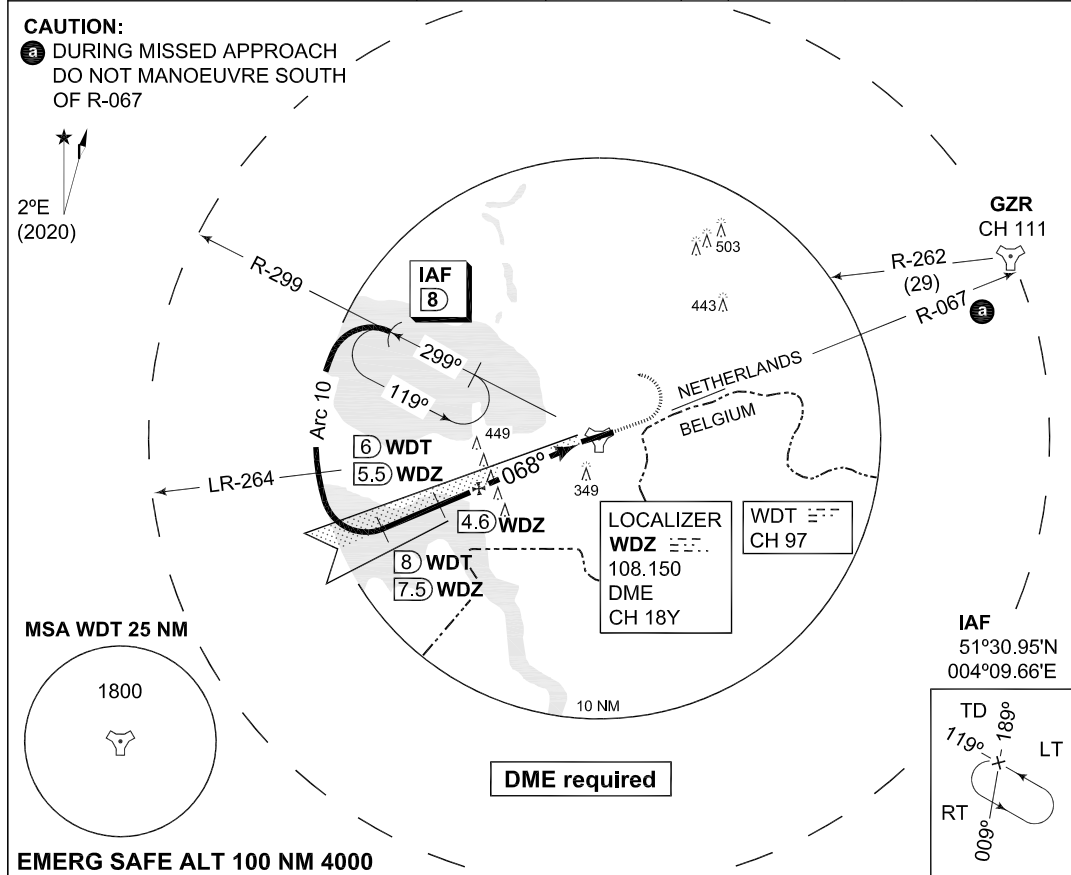 CAUTION:
a DURING MISSED APPROACH
DO NOT MANOEUVRE SOUTH
OF R-067
2ºE
(2020)
R-299
IAF
8
299º
119º
Arc 10
503
443
GZR
CH 111
R-262
(29)
R-067 a
NETHERLANDS
BELGIUM
449
6 WDT
5.5 WDZ
068º
349
LR-264
4.6 WDZ
8 WDT
7.5 WDZ
LOCALIZER
WDZ
108.150
DME
CH 18Y
WDT
CH 97
MSA WDT 25 NM
1800
10 NM
IAF
51º30.95'N
004º09.66'E
TD
119º
189º
LT
RT
009º
DME required
EMERG SAFE ALT 100 NM 4000